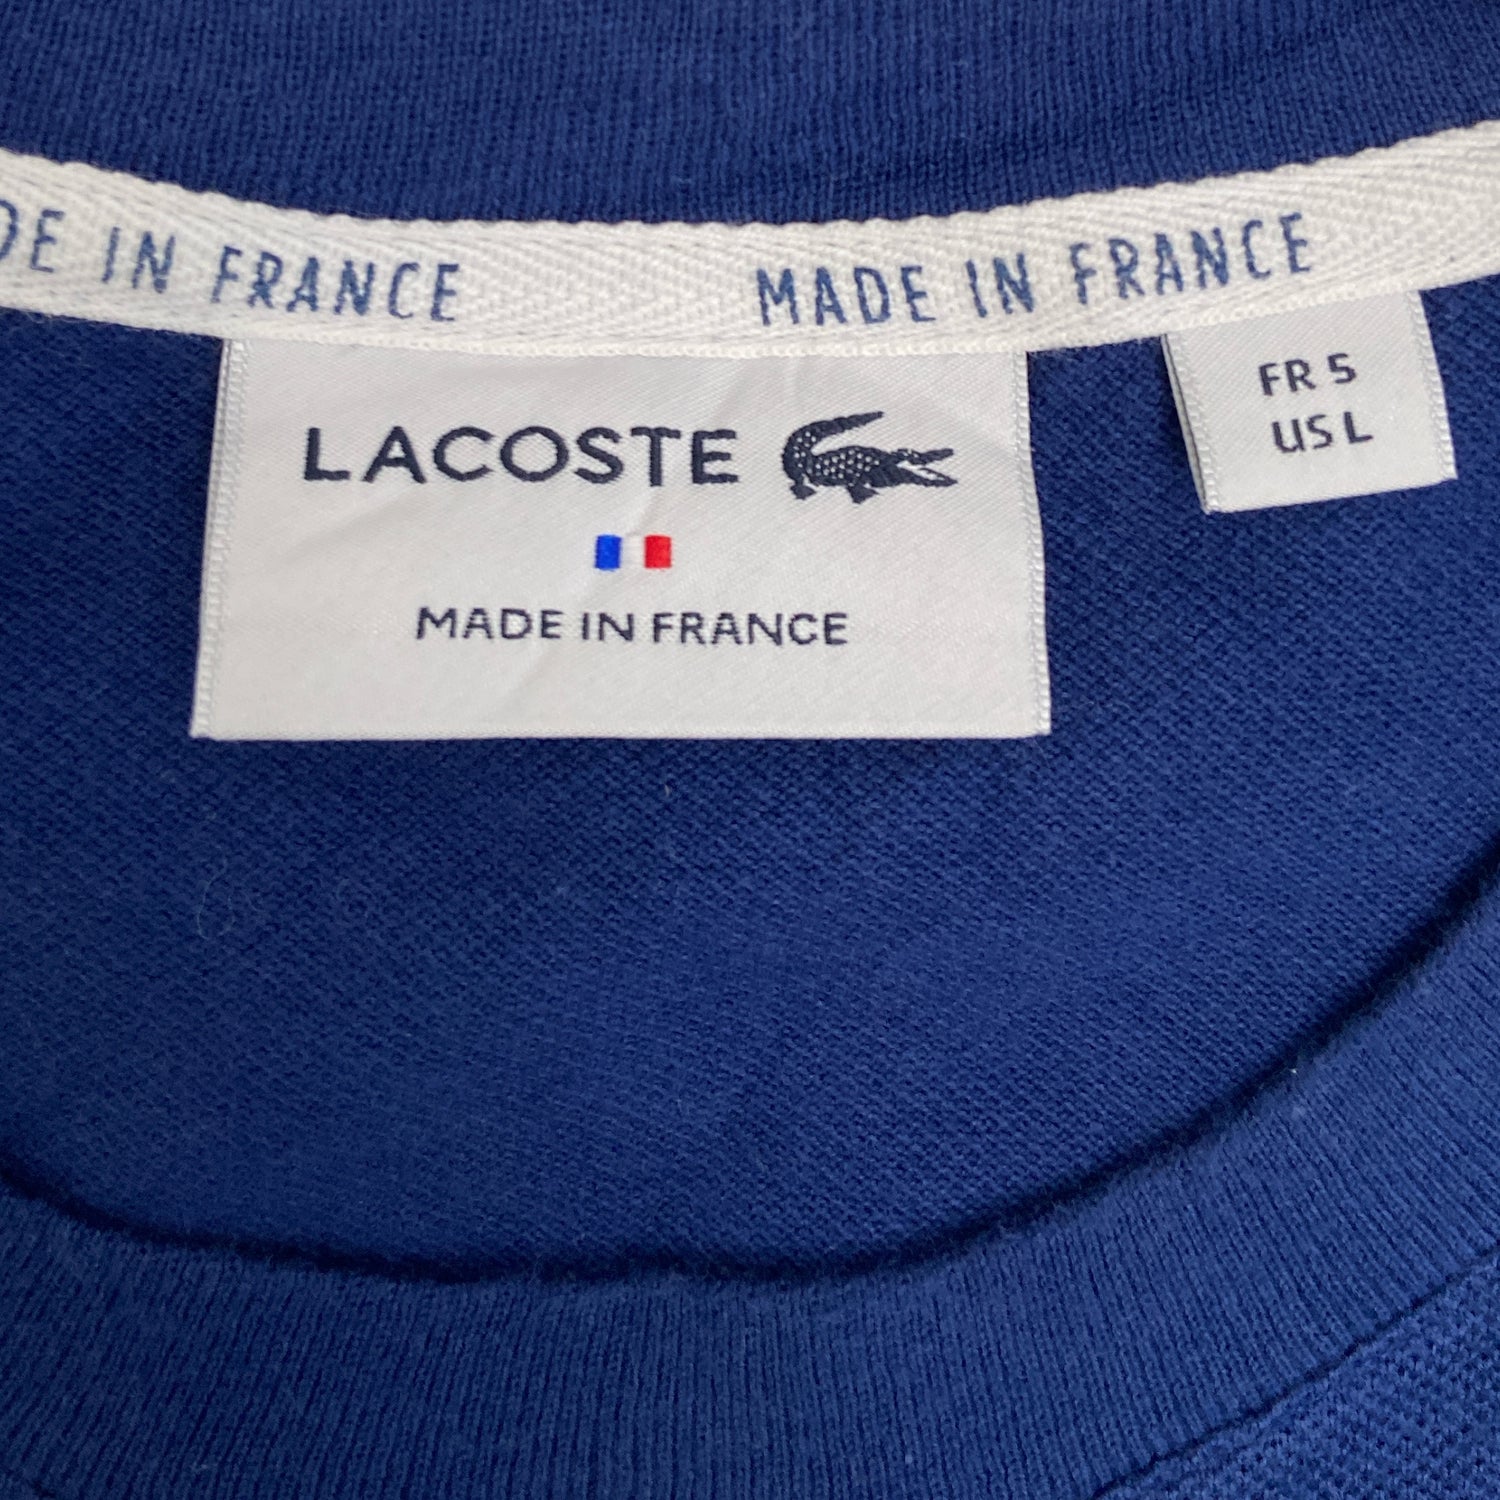 DE IN FRANCE MADE IN FRANCE
LACOSTE
MADE IN FRANCE
FR 5
US L